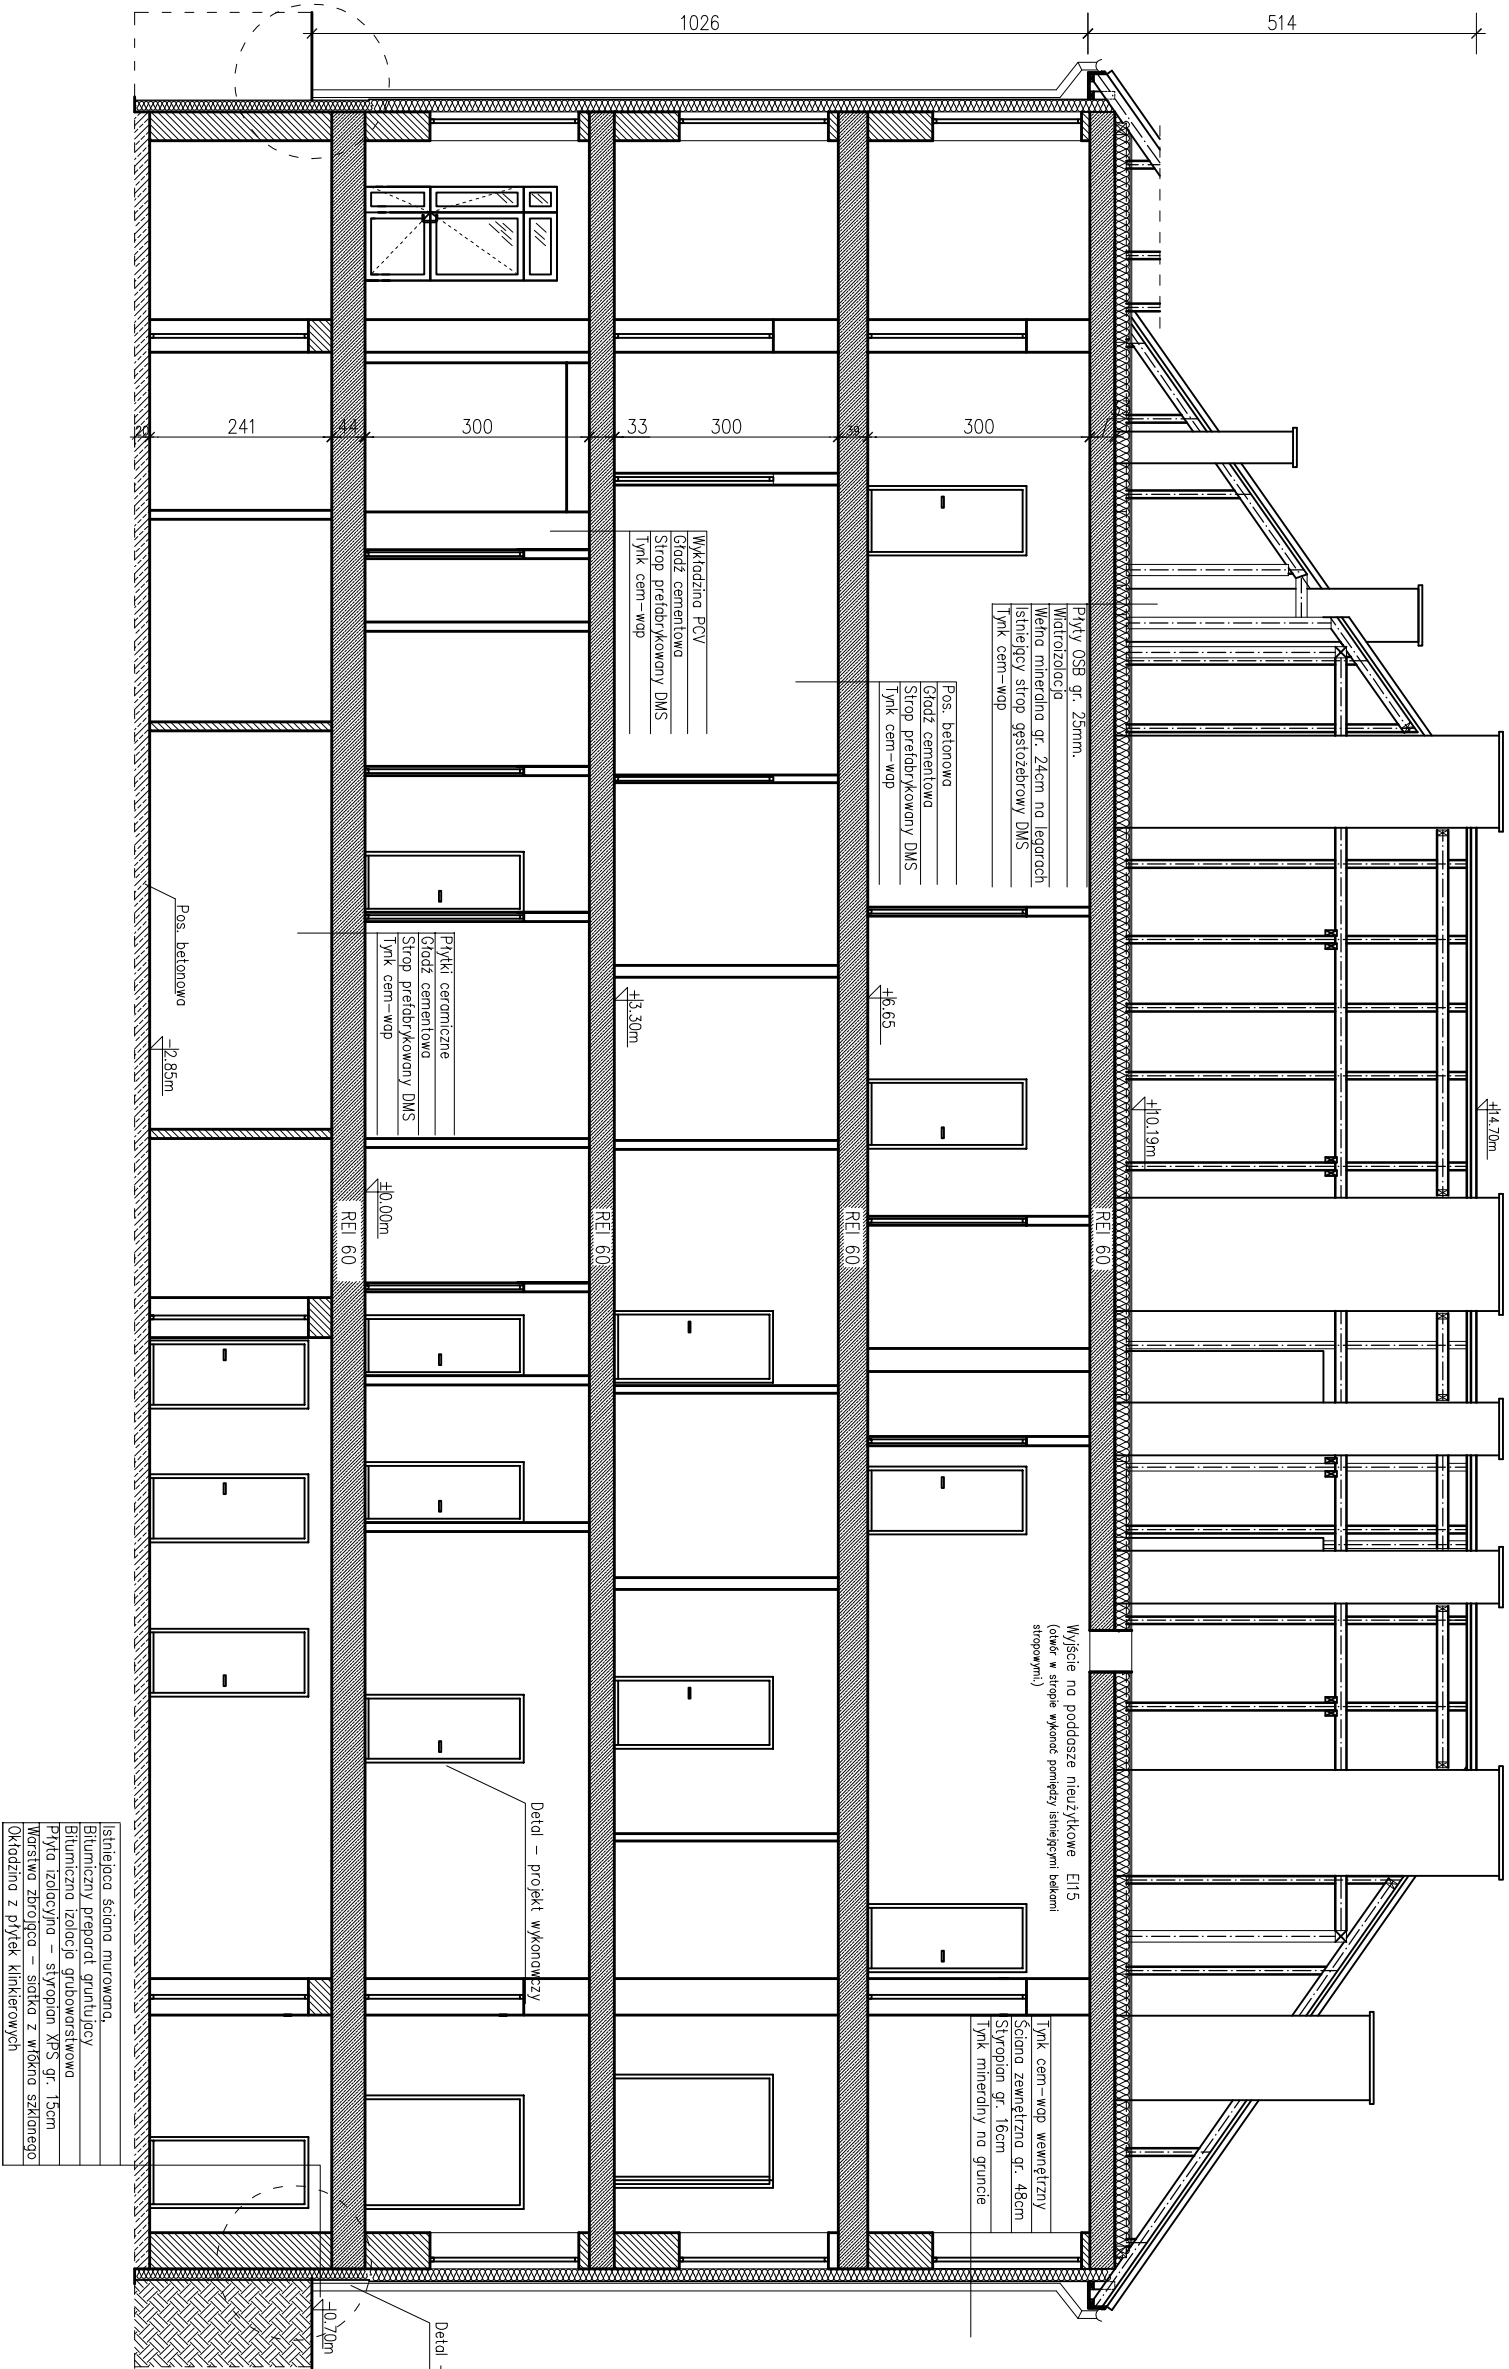 1026
514
20
241
44
300
33
300
39
300
Wykładzina PCV
Gładź cementowa
Strop prefabrykowany DMS
Tynk cem-wap
Płyty OSB gr. 25mm.
Wiatroizolacja
Wełna mineralna gr. 24cm na legarach
Istniejący strop gęstożebrowy DMS
Tynk cem-wap
Pos. betonowa
Gładź cementowa
Strop prefabrykowany DMS
Tynk cem-wap
Pos. betonowa
Płytki ceramiczne
Gładź cementowa
Strop prefabrykowany DMS
Tynk cem-wap
-2.85m
±0.00m
+3.30m
+6.65
+10.19m
+14.70m
REI 60
REI 60
REI 60
REI 60
Wyjście na poddasze nieużytkowe EI15
(otwór w stropie wykonać pomiędzy istniejącymi belkami
stropowymi.)
Detal - projekt wykonawczy
Tynk cem-wap wewnętrzny
Ściana zewnętrzna gr. 48cm
Styropian gr. 16cm
Tynk mineralny na gruncie
Istniejąca ściana murowana,
Bitumiczny preparat gruntujący
Bitumiczna izolacja grubowarstwowa
Płyta izolacyjna - styropian XPS gr. 15cm
Warstwa zbrojąca - siatka z włókna szklanego
Okładzina z płytek klinkierowych
-0.70m
Detal -